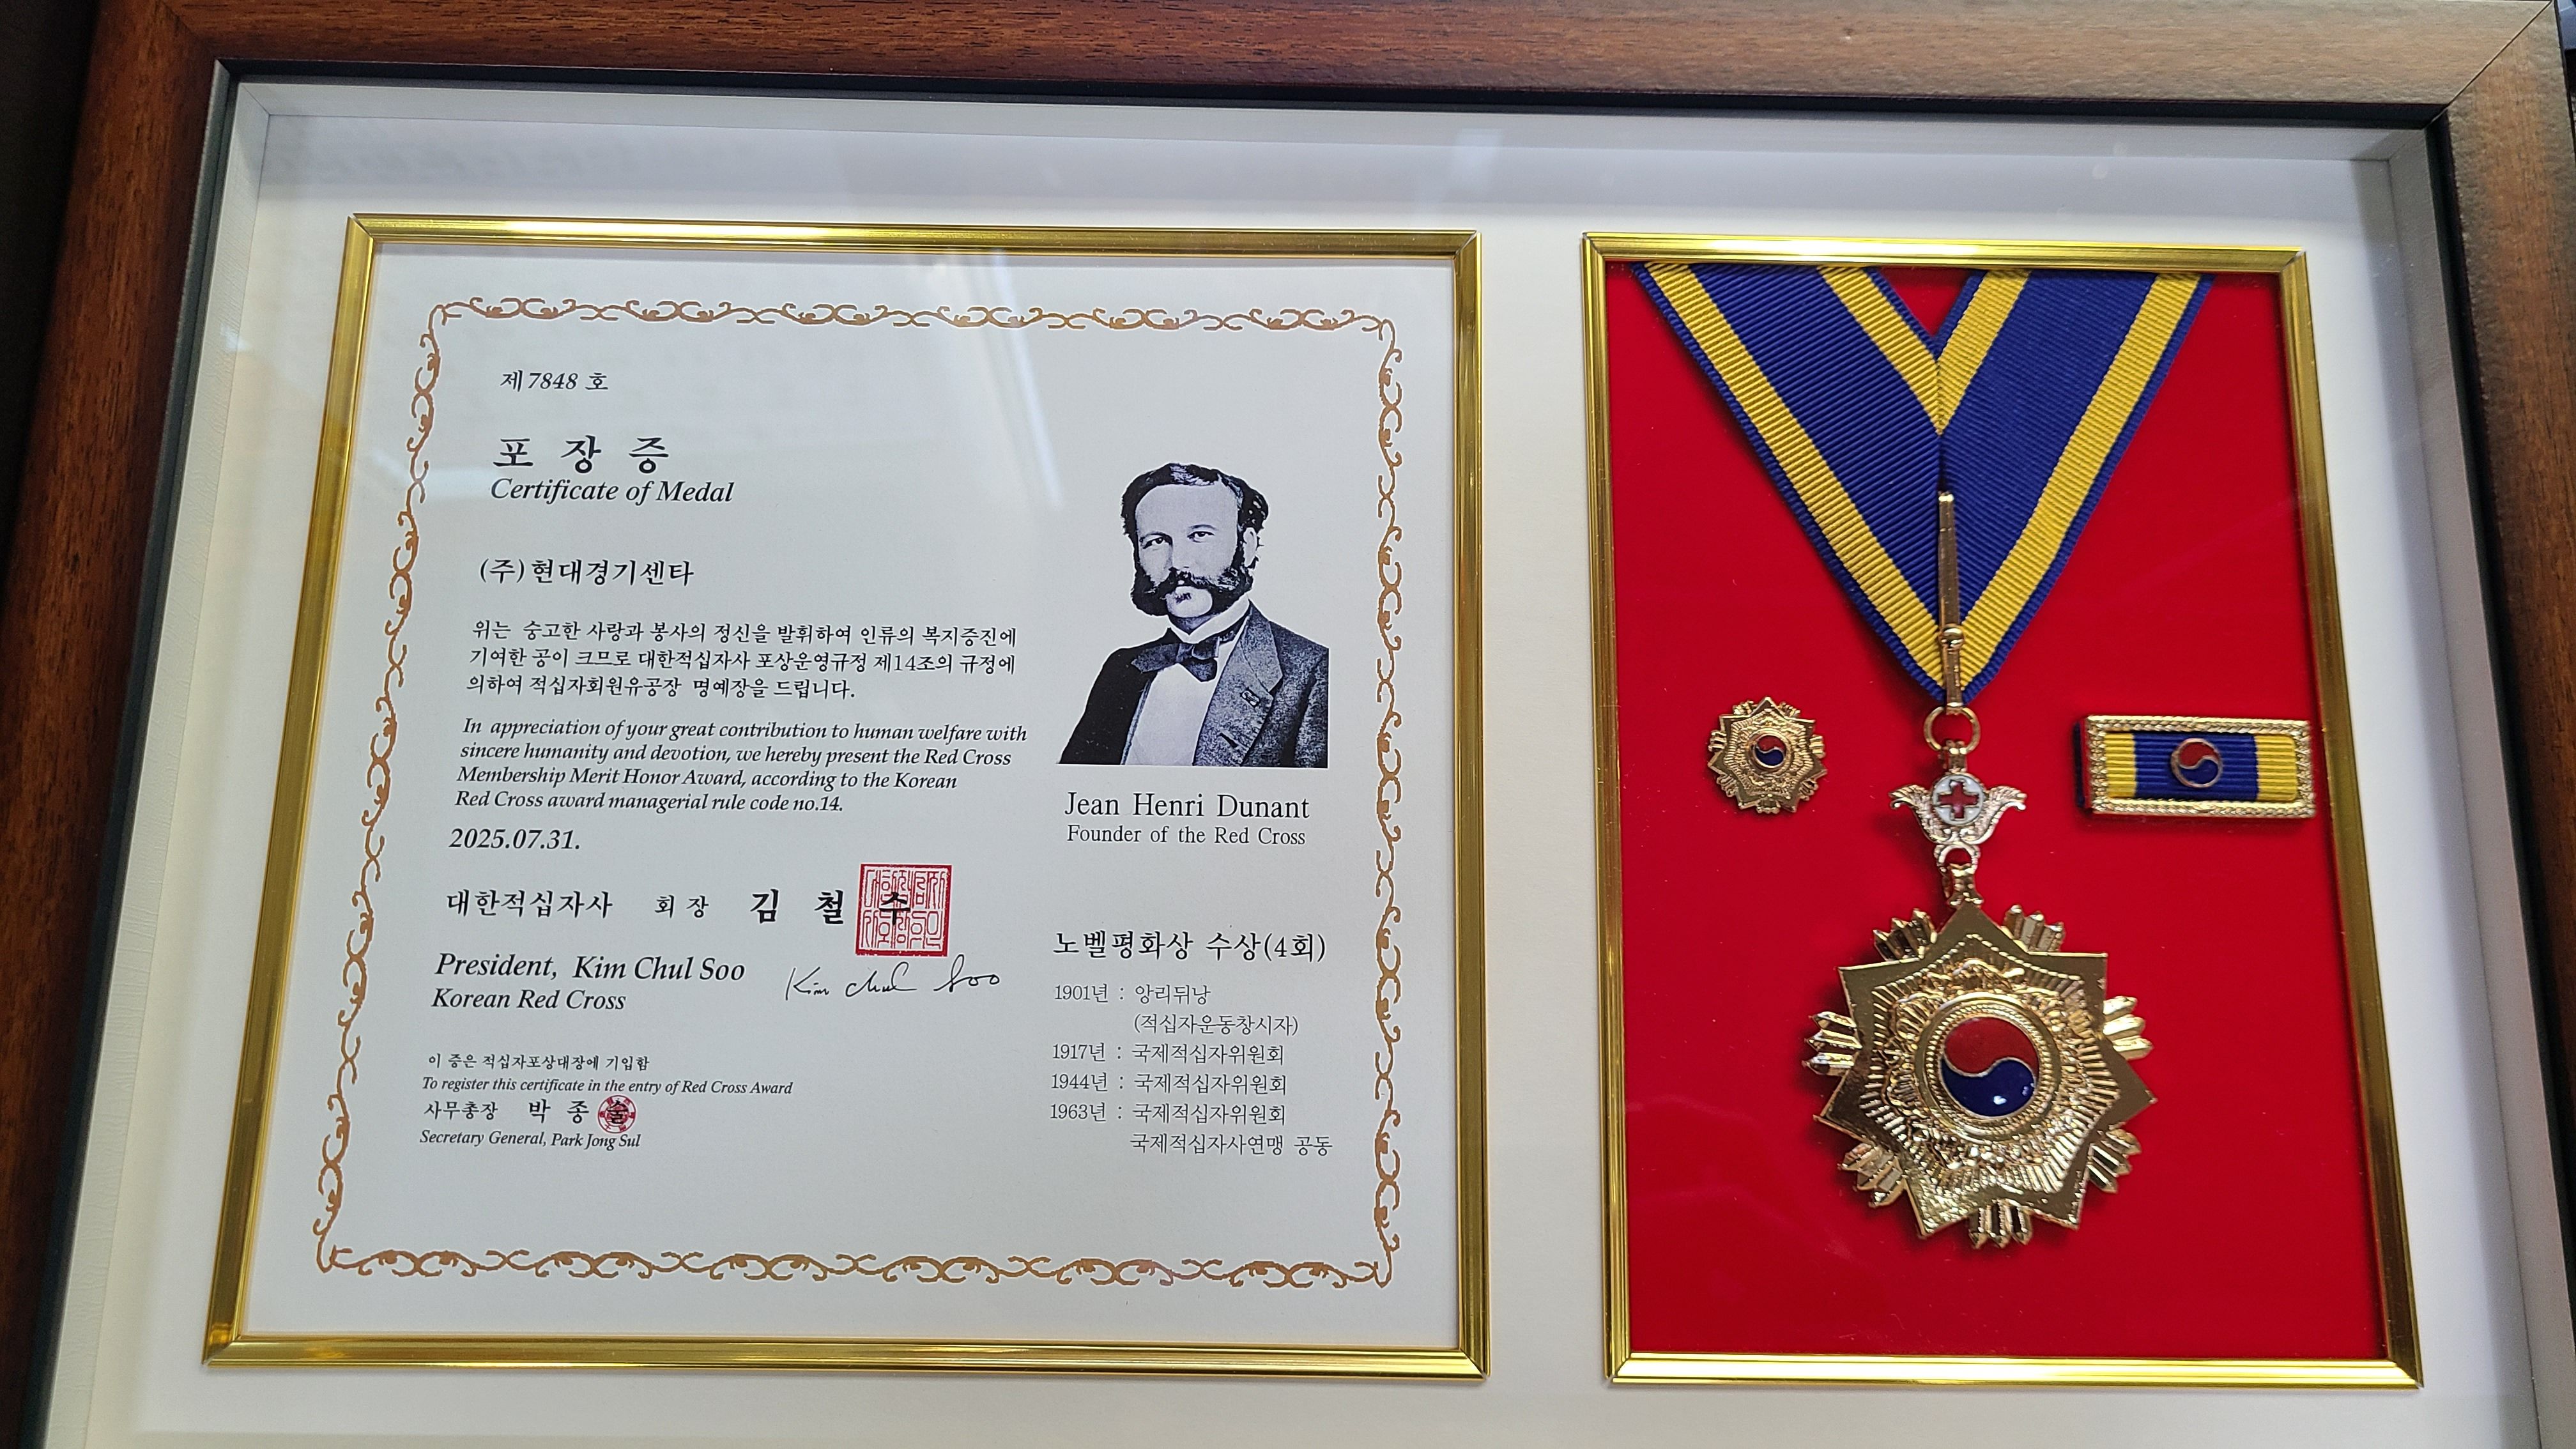 제 7848 호
포 장 증
Certificate of Medal
(주)현대경기센타
위는 숭고한 사랑과 봉사의 정신을 발휘하여 인류의 복지증진에
기여한 공이 크므로 대한적십자사 포상운영규정 제14조의 규정에
의하여 적십자회원유공장 명예장을 드립니다.
In appreciation of your great contribution to human welfare with
sincere humanity and devotion, we hereby present the Red Cross
Membership Merit Honor Award, according to the Korean
Red Cross award managerial rule code no.14.
2025.07.31.
대한적십자사 회장 김 철 수
President, Kim Chul Soo
Kim chul Soo
Korean Red Cross
이 증은 적십자포상대장에 기입함
To register this certificate in the entry of Red Cross Award
사무총장 박 종 술
Secretary General, Park Jong Sul
Jean Henri Dunant
Founder of the Red Cross
노벨평화상 수상(4회)
1901년 : 앙리뒤낭
(적십자운동창시자)
1917년 : 국제적십자위원회
1944년 : 국제적십자위원회
1963년 : 국제적십자위원회
국제적십자사연맹 공동